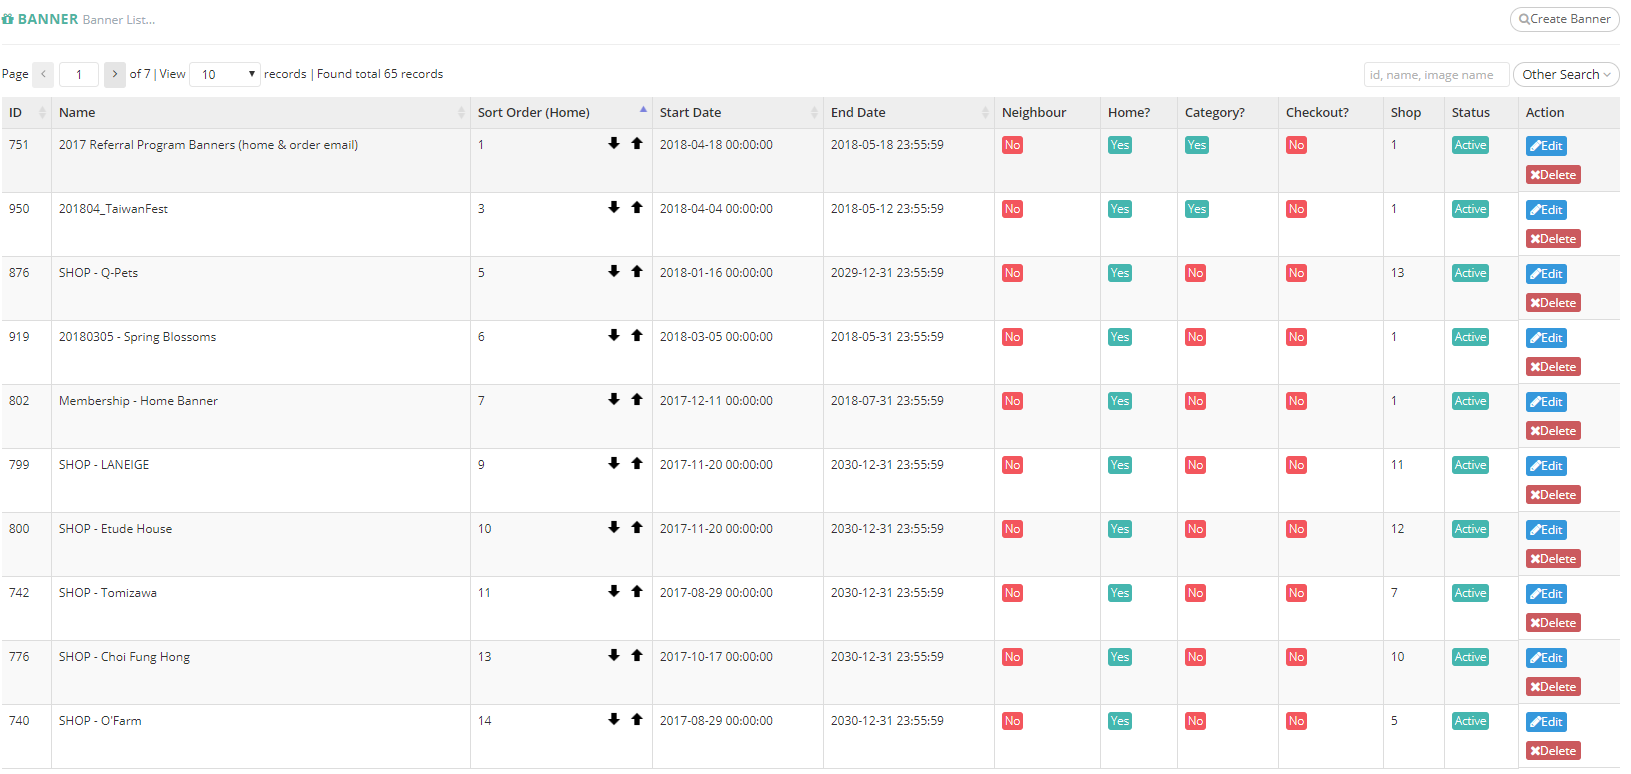 BANNER Banner List...
Create Banner
Page 1 of 7 | View 10 records | Found total 65 records
id, name, image name Other Search
ID Name Sort Order (Home) Start Date End Date Neighbour Home? Category? Checkout? Shop Status Action
751 2017 Referral Program Banners (home & order email) 1 2018-04-18 00:00:00 2018-05-18 23:55:59 No Yes Yes No 1 Active Edit
Delete
950 201804_TaiwanFest 3 2018-04-04 00:00:00 2018-05-12 23:55:59 No Yes Yes No 1 Active Edit
Delete
876 SHOP - Q-Pets 5 2018-01-16 00:00:00 2029-12-31 23:55:59 No Yes No No 13 Active Edit
Delete
919 20180305 - Spring Blossoms 6 2018-03-05 00:00:00 2018-05-31 23:55:59 No Yes No No 1 Active Edit
Delete
802 Membership - Home Banner 7 2017-12-11 00:00:00 2018-07-31 23:55:59 No Yes No No 1 Active Edit
Delete
799 SHOP - LANEIGE 9 2017-11-20 00:00:00 2030-12-31 23:55:59 No Yes No No 11 Active Edit
Delete
800 SHOP - Etude House 10 2017-11-20 00:00:00 2030-12-31 23:55:59 No Yes No No 12 Active Edit
Delete
742 SHOP - Tomizawa 11 2017-08-29 00:00:00 2030-12-31 23:55:59 No Yes No No 7 Active Edit
Delete
776 SHOP - Choi Fung Hong 13 2017-10-17 00:00:00 2030-12-31 23:55:59 No Yes No No 10 Active Edit
Delete
740 SHOP - O'Farm 14 2017-08-29 00:00:00 2030-12-31 23:55:59 No Yes No No 5 Active Edit
Delete